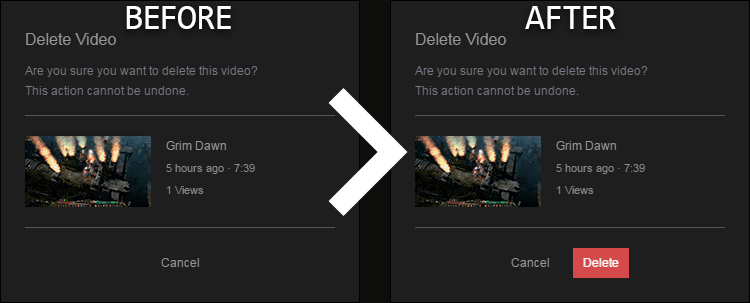 BEFORE
Delete Video
Are you sure you want to delete this video?
This action cannot be undone.
Grim Dawn
5 hours ago · 7:39
1 Views
Cancel
AFTER
Delete Video
Are you sure you want to delete this video?
This action cannot be undone.
Grim Dawn
5 hours ago · 7:39
1 Views
Cancel
Delete